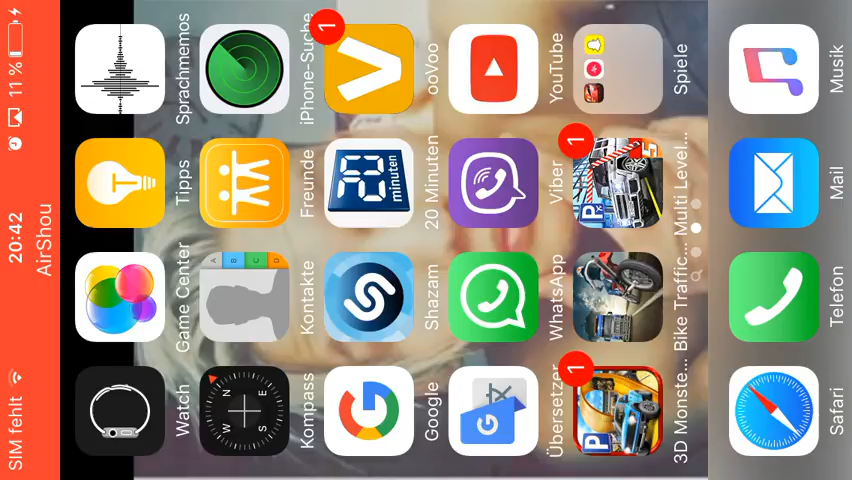 SIM fehlt 20:42 11 %
AirShou
Watch Game Center Tipps Sprachmemos
N
W E
S
A
B
C
D
Kompass Kontakte Freunde iPhone-Suche
20
minuten
1
Google Shazam 20 Minuten ooVoo
G
Übersetzer WhatsApp Viber YouTube
1
P
1
5
P
3D Monste... Bike Traffic... Multi Level... Spiele
Safari Telefon Mail Musik